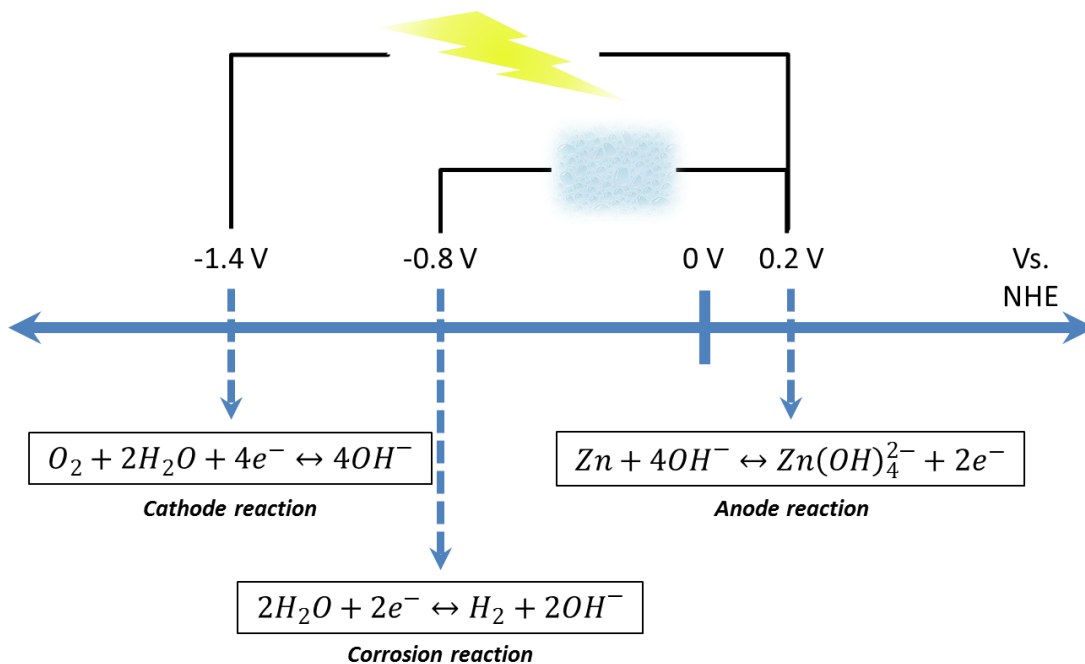 -1.4 V -0.8 V 0 V 0.2 V Vs.
NHE
O₂ + 2H₂O + 4e⁻ ↔ 4OH⁻ Zn + 4OH⁻ ↔ Zn(OH)₄²⁻ + 2e⁻
Cathode reaction Anode reaction
2H₂O + 2e⁻ ↔ H₂ + 2OH⁻
Corrosion reaction